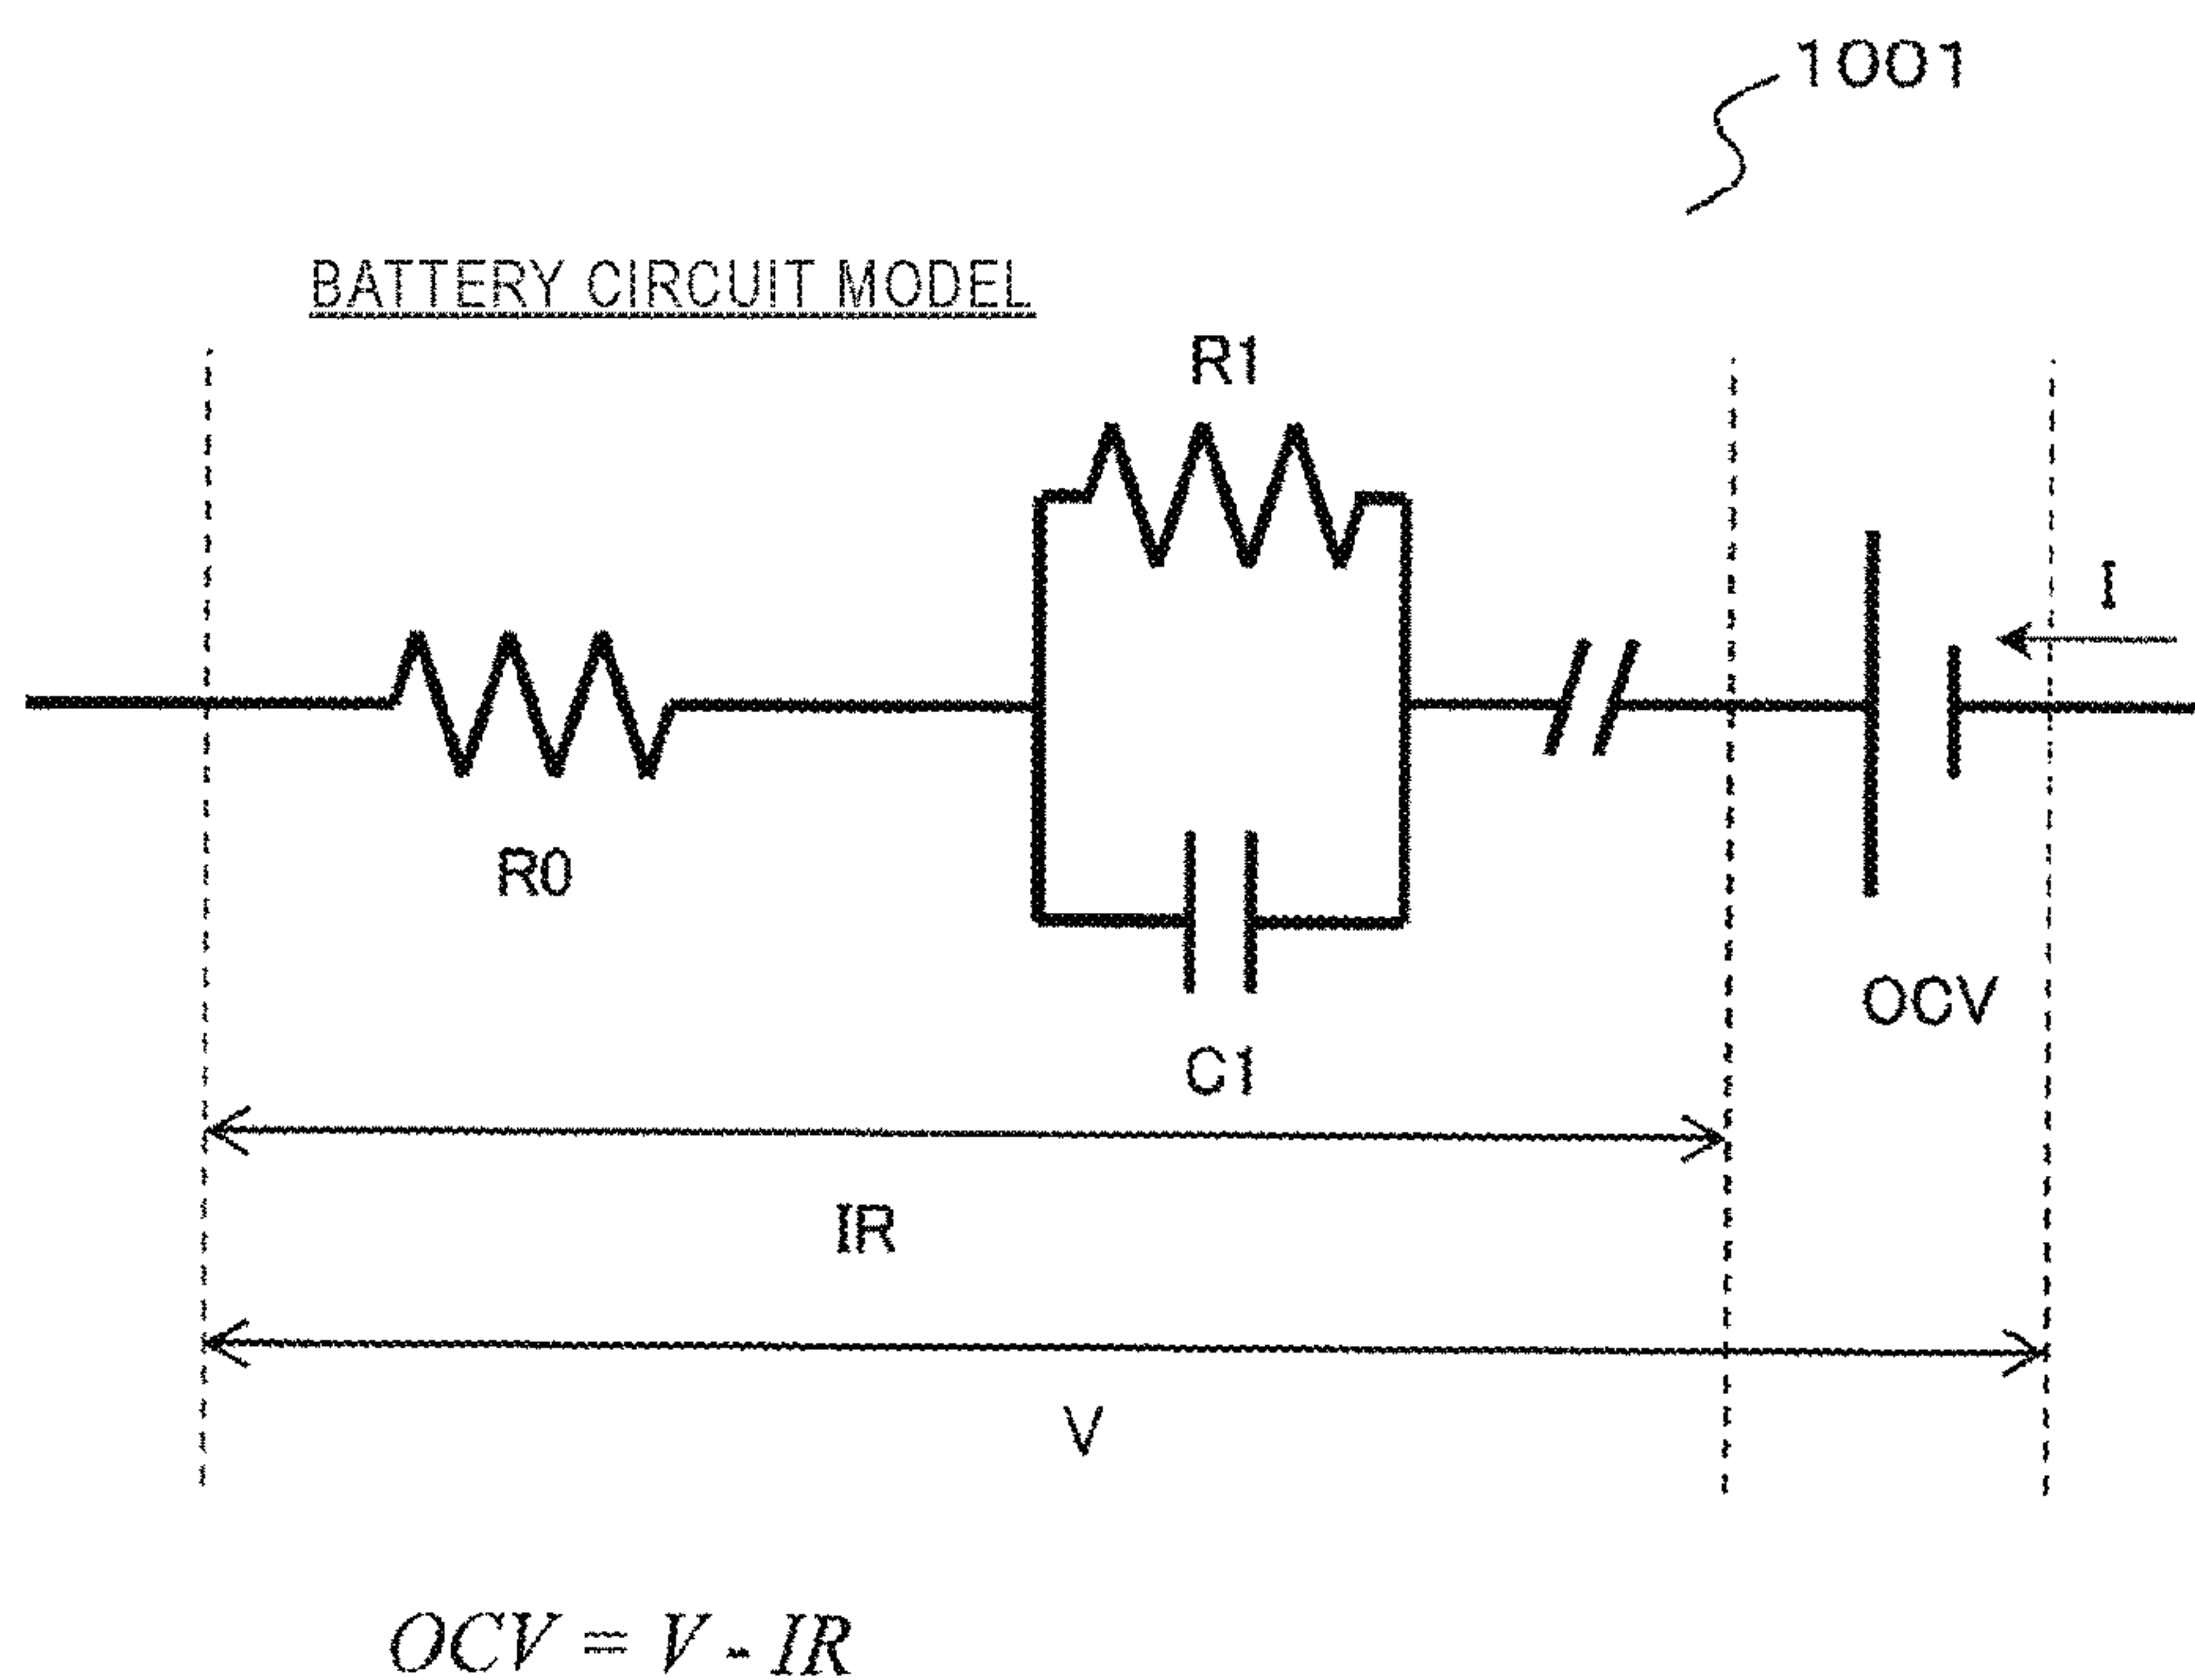 1001
BATTERY CIRCUIT MODEL
R1
I
R0
OCV
C1
IR
V
OCV = V - IR